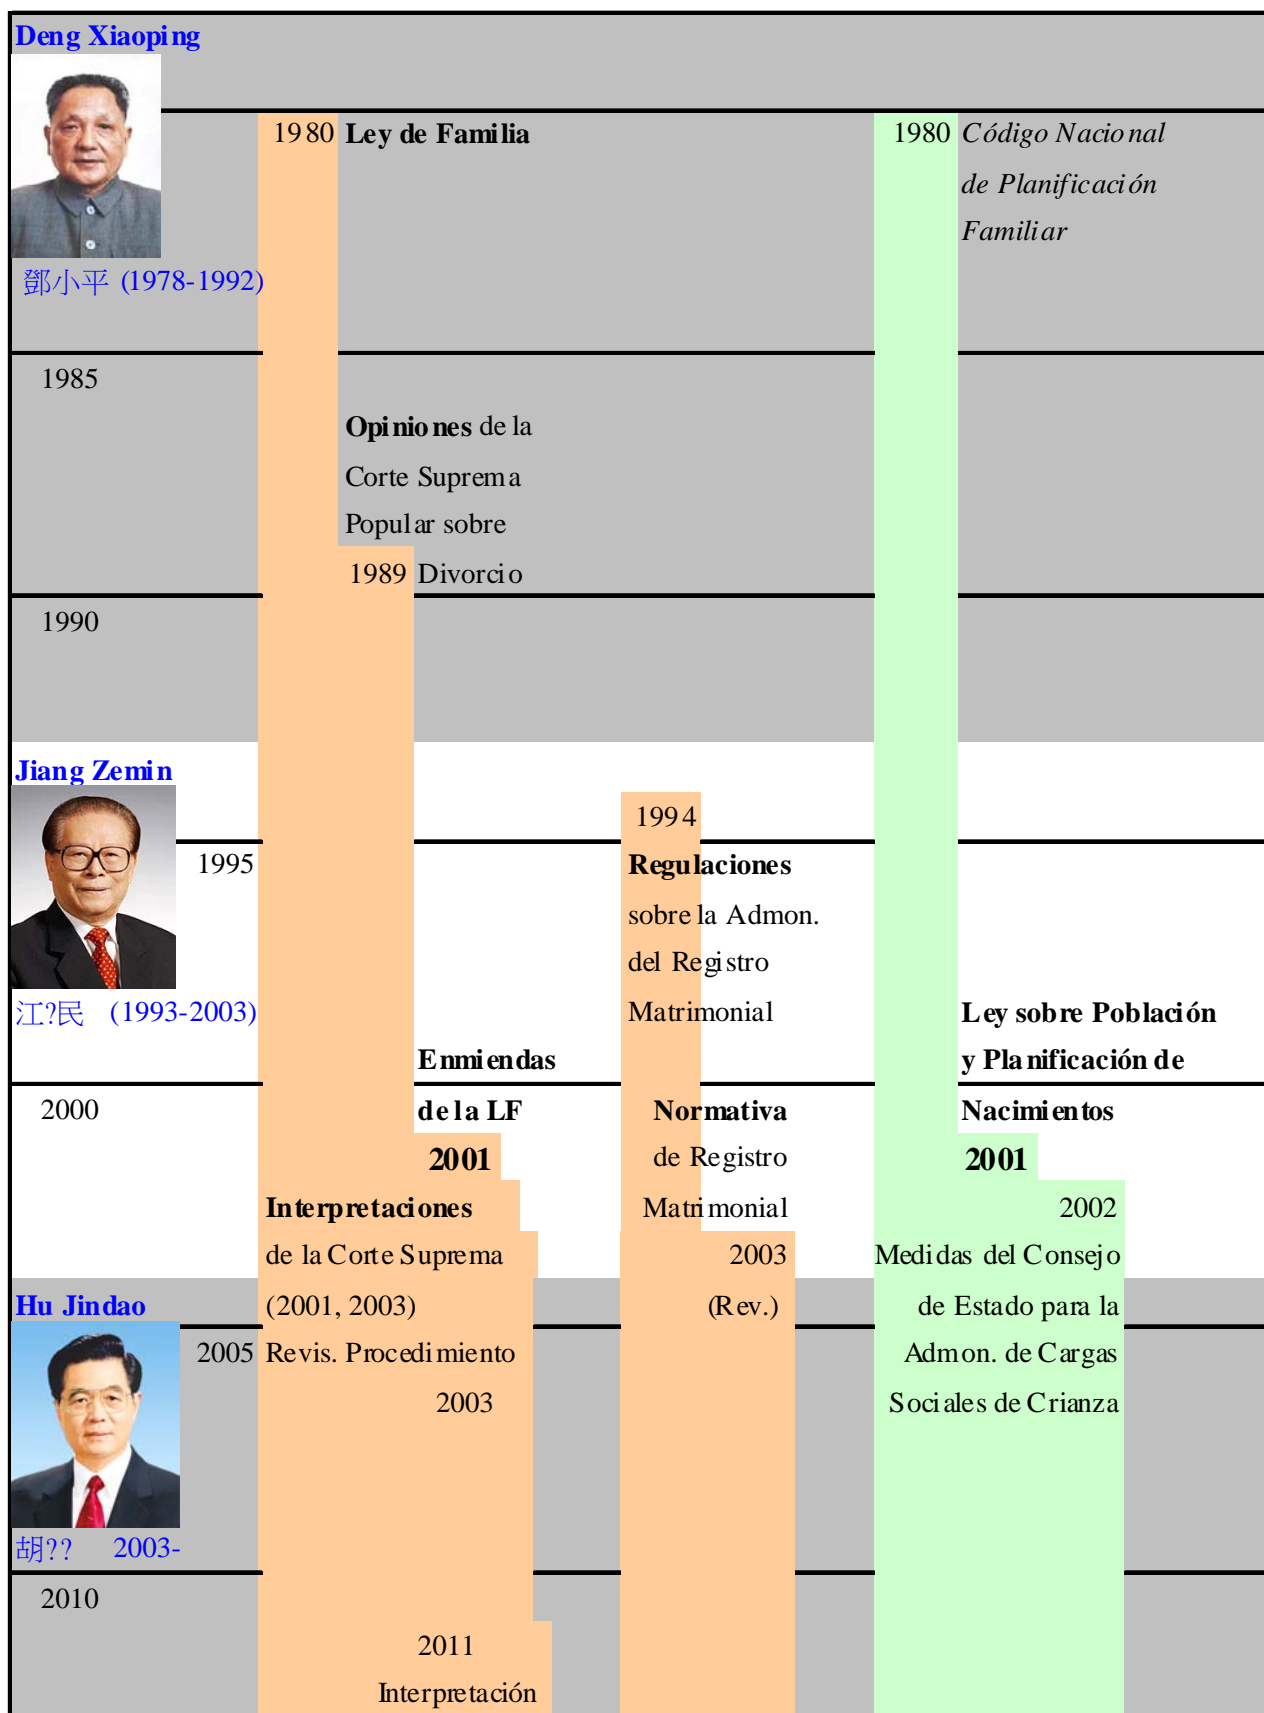 Deng Xiaoping
1980 Ley de Familia
1980 Código Nacional
de Planificación
Familiar
鄧小平 (1978-1992)
1985
Opiniones de la
Corte Suprema
Popular sobre
1989 Divorcio
1990
Jiang Zemin
1994
1995
Regulaciones
sobre la Admon.
del Registro
Matrimonial
江?民 (1993-2003)
Ley sobre Población
y Planificación de
Enmiendas
2000
de la LF
Normativa
Nacimientos
2001
de Registro
2001
Interpretaciones
Matrimonial
2002
de la Corte Suprema
2003
Medidas del Consejo
Hu Jindao
(2001, 2003)
(Rev.)
de Estado para la
2005
Revis. Procedimiento
Admon. de Cargas
2003
Sociales de Crianza
胡?? 2003-
2010
2011
Interpretación